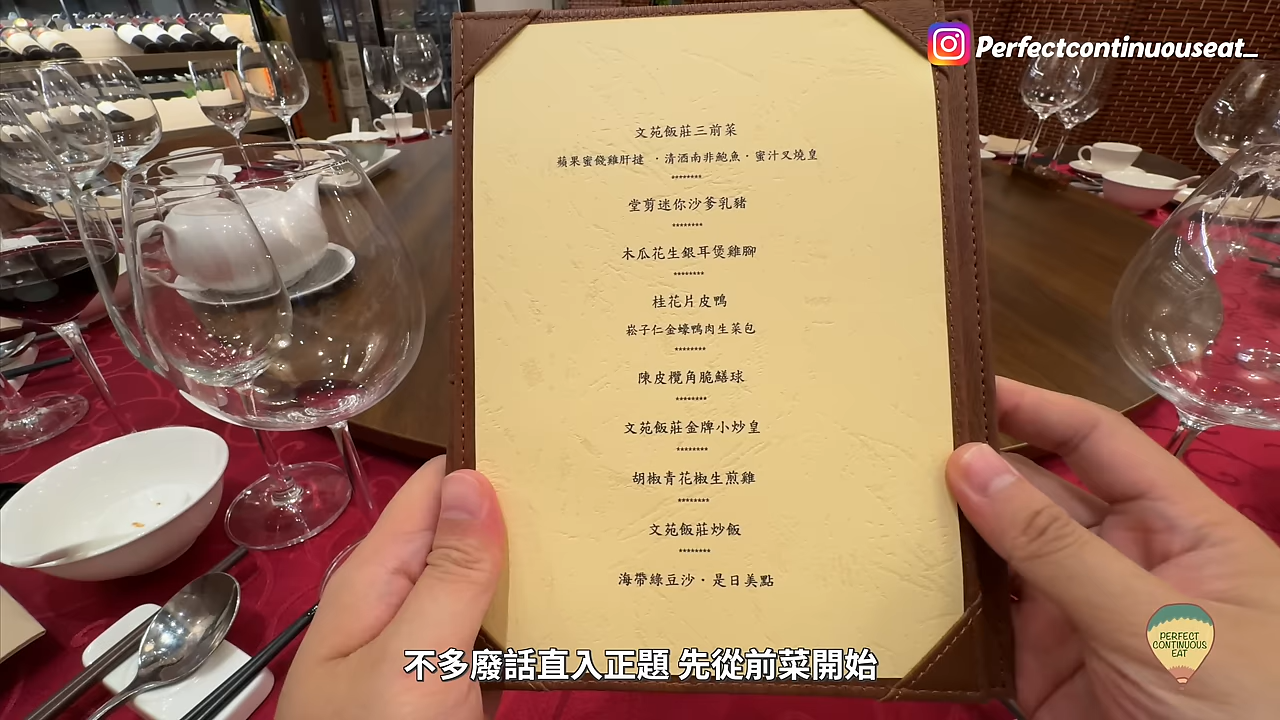 Perfectcontinuouseat_
文苑飯莊三前菜
蘋果蜜餞雞肝撻 ・清酒南非鮑魚・蜜汁叉燒皇
********
堂剪迷你沙爹乳豬
********
木瓜花生銀耳煲雞腳
********
桂花片皮鴨
崧子仁金蠔鴨肉生菜包
********
陳皮欖角脆鱔球
********
文苑飯莊金牌小炒皇
********
胡椒青花椒生煎雞
********
文苑飯莊炒飯
********
海帶綠豆沙・是日美點
PERFECT
CONTINUOUS
EAT
不多廢話直入正題 先從前菜開始